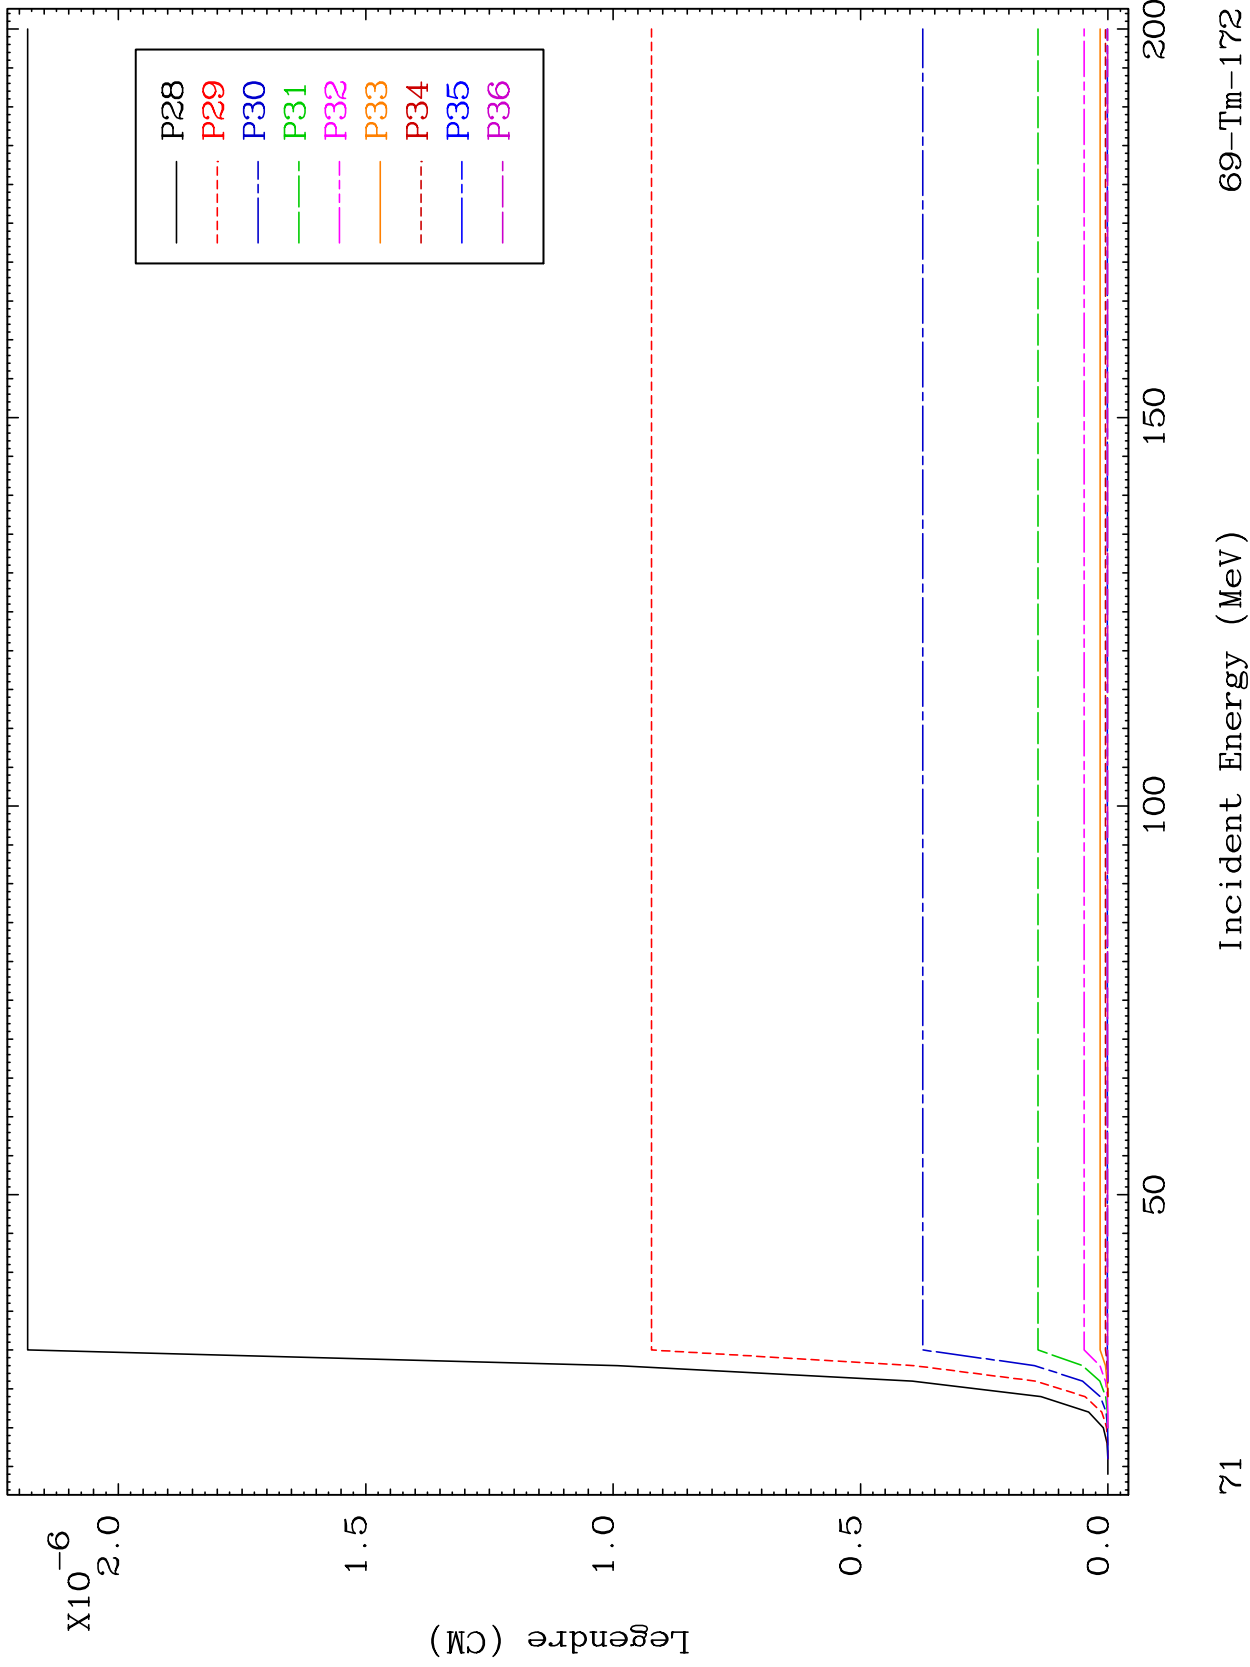 X10-6
2.0
1.5
1.0
0.5
0.0
Legendre (CM)
P28
P29
P30
P31
P32
P33
P34
P35
P36
50
100
150
200
71
Incident Energy (MeV)
69-Tm-172